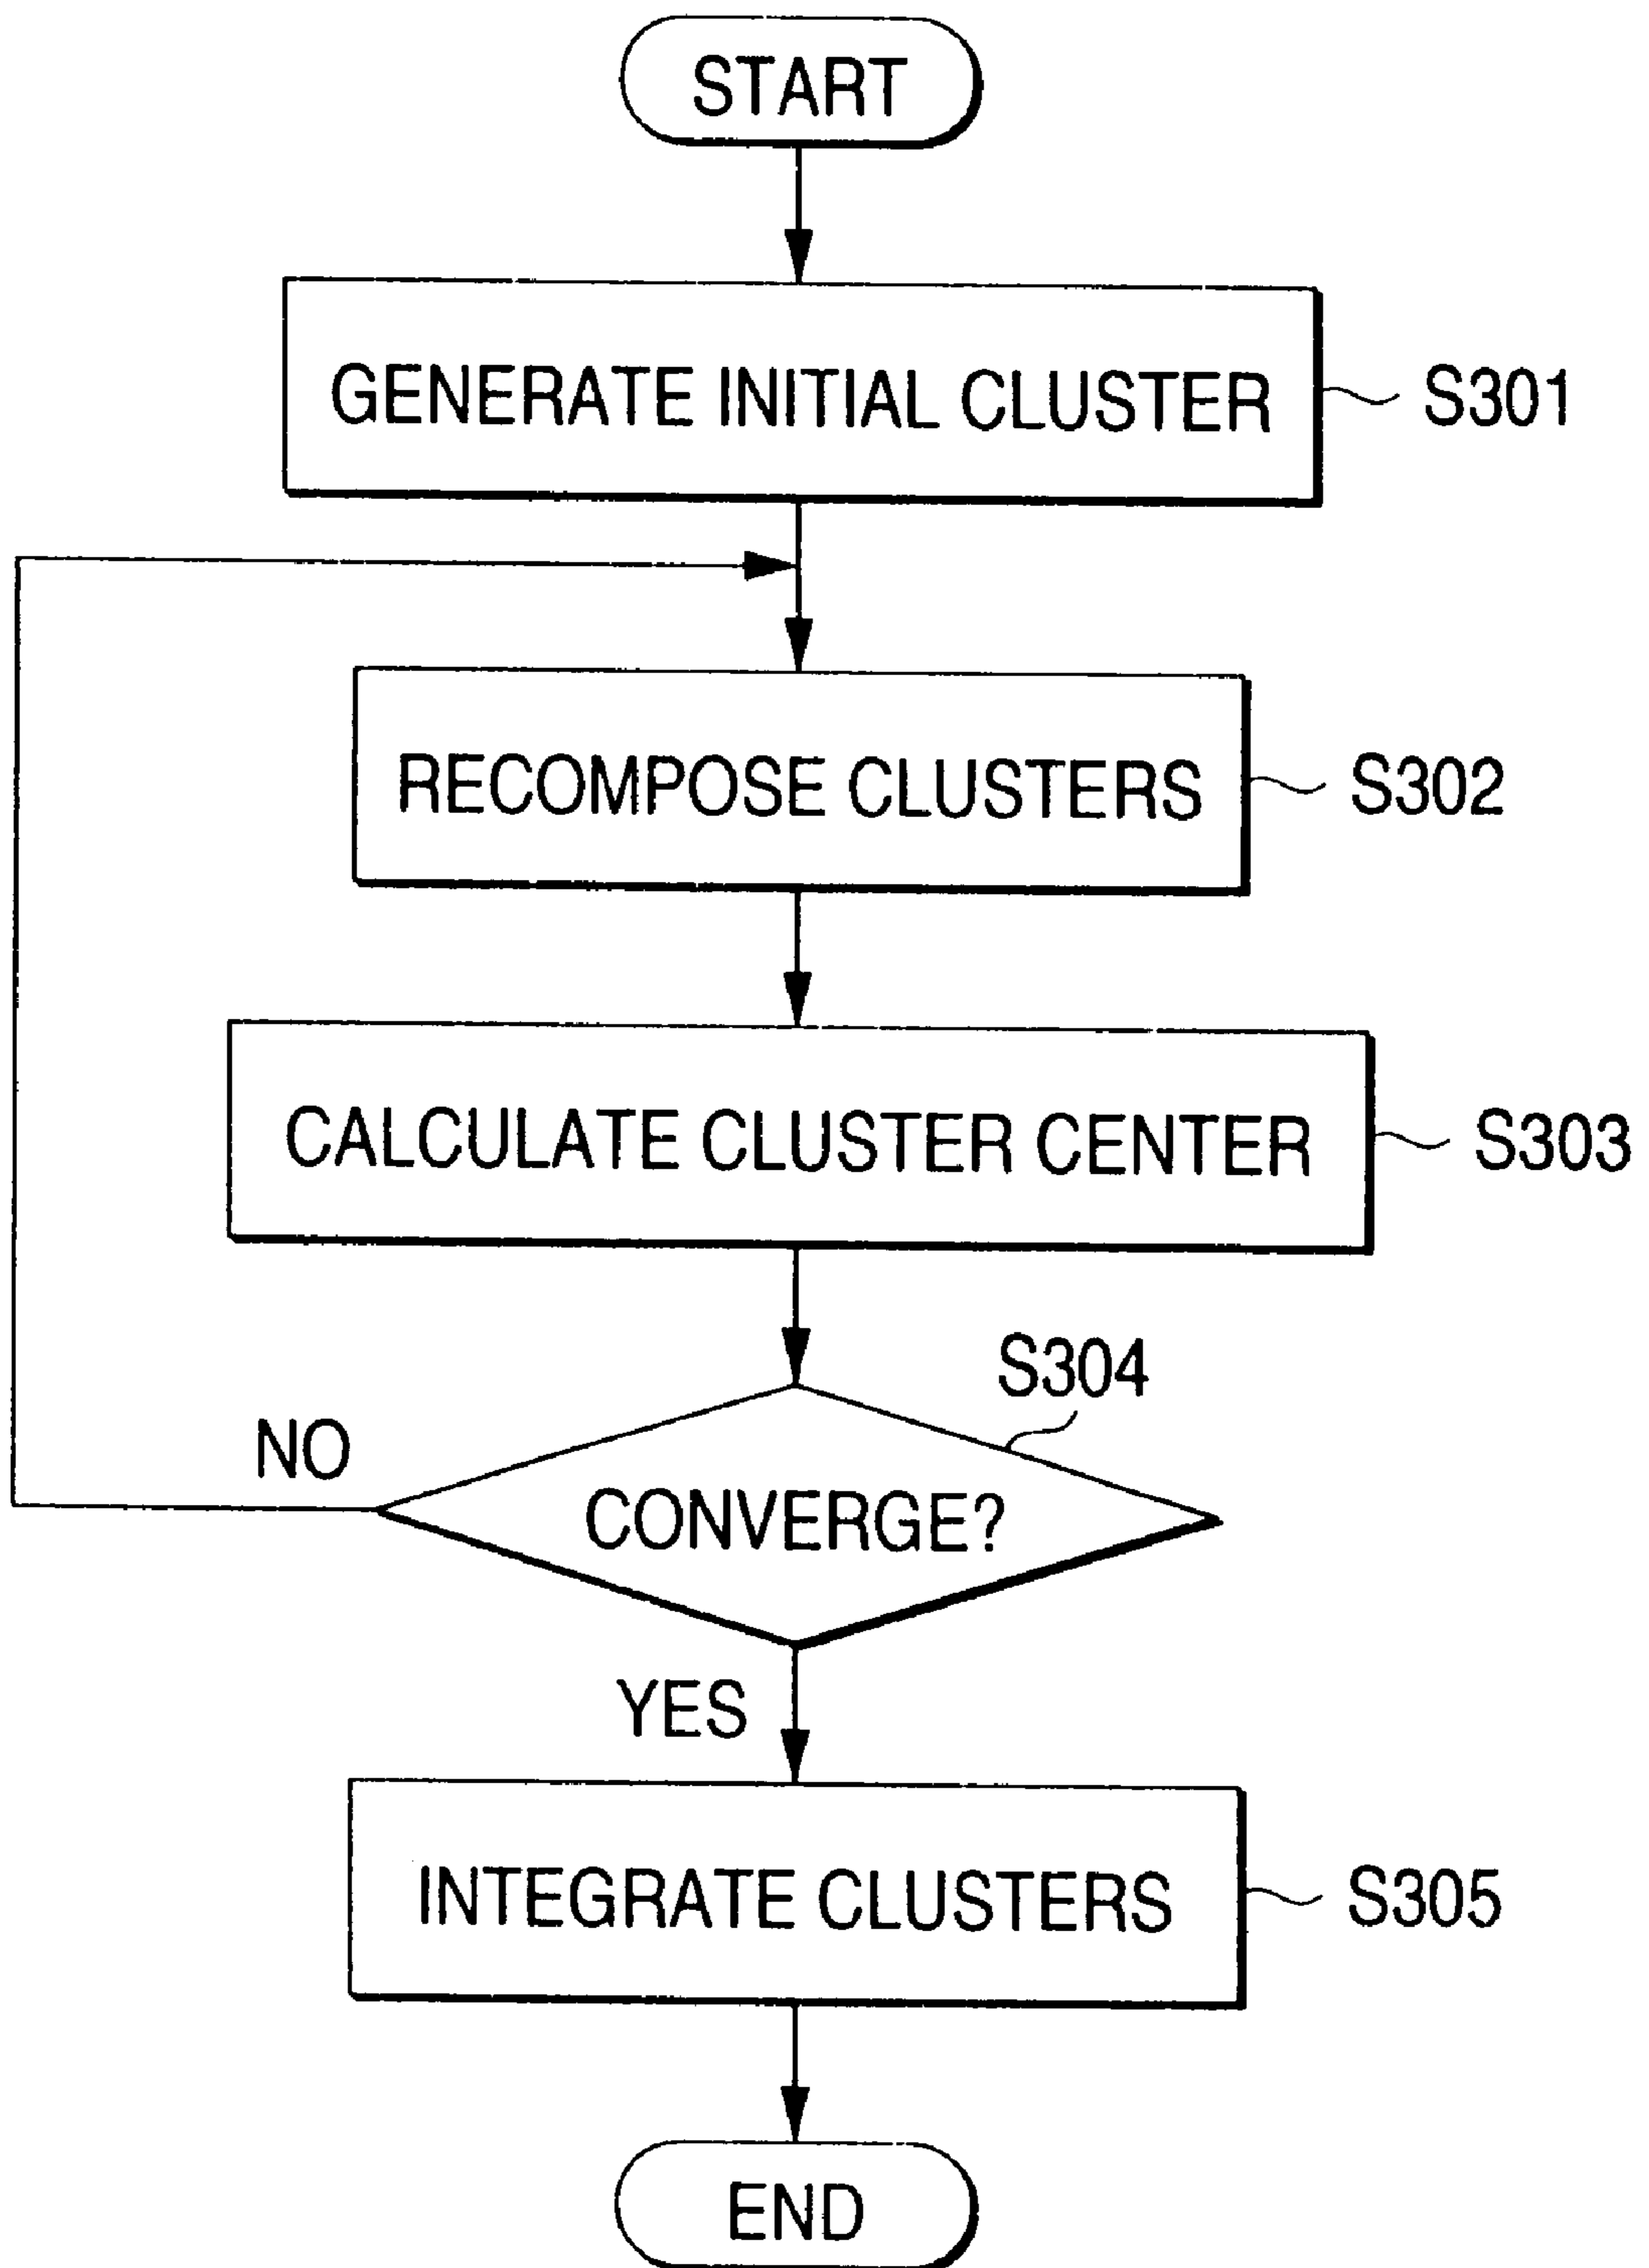 START
GENERATE INITIAL CLUSTER
S301
RECOMPOSE CLUSTERS
S302
CALCULATE CLUSTER CENTER
S303
S304
NO
CONVERGE?
YES
INTEGRATE CLUSTERS
S305
END